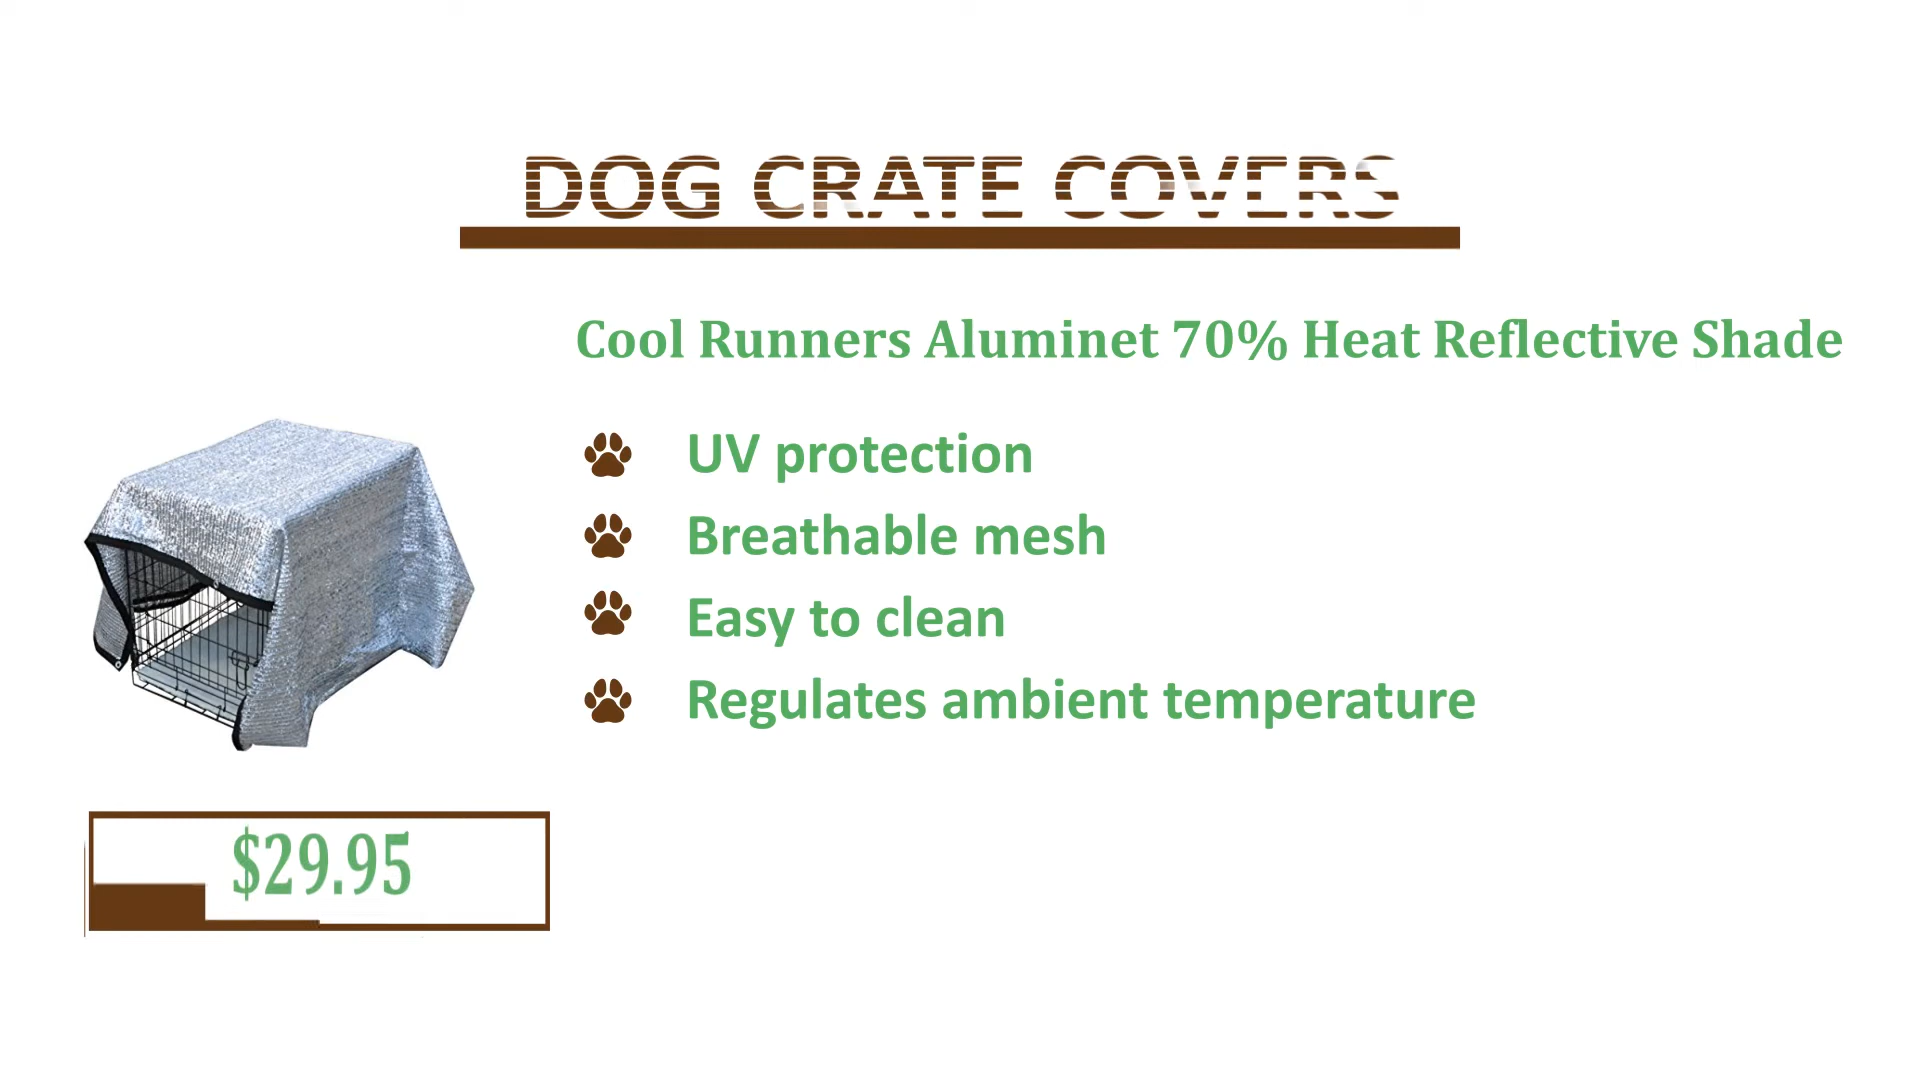 DOG CRATE COVERS
Cool Runners Aluminet 70% Heat Reflective Shade
UV protection
Breathable mesh
Easy to clean
Regulates ambient temperature
$29.95